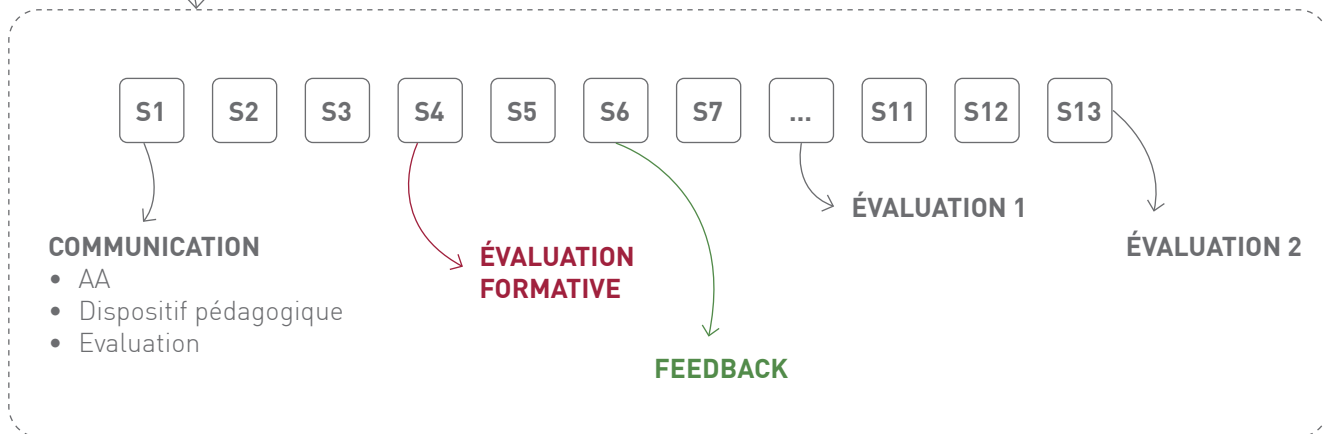 S1 S2 S3 S4 S5 S6 S7 ... S11 S12 S13
COMMUNICATION
• AA
• Dispositif pédagogique
• Evaluation
ÉVALUATION
FORMATIVE
FEEDBACK
ÉVALUATION 1
ÉVALUATION 2